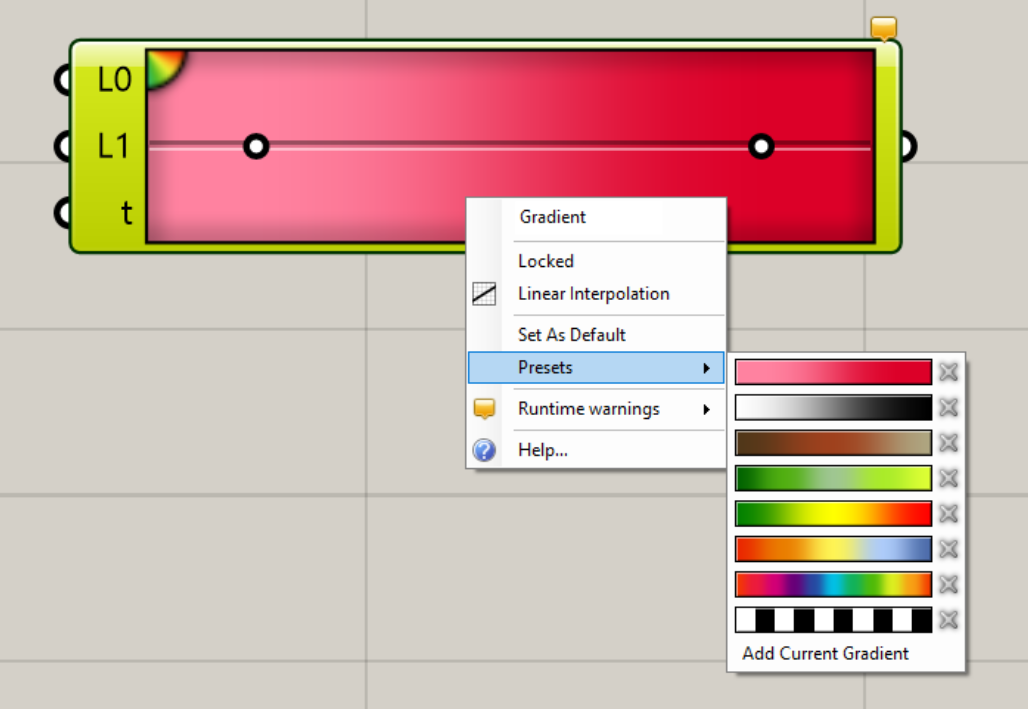 L0
L1
t
Gradient
Locked
Linear Interpolation
Set As Default
Presets
Runtime warnings
Help...
Add Current Gradient